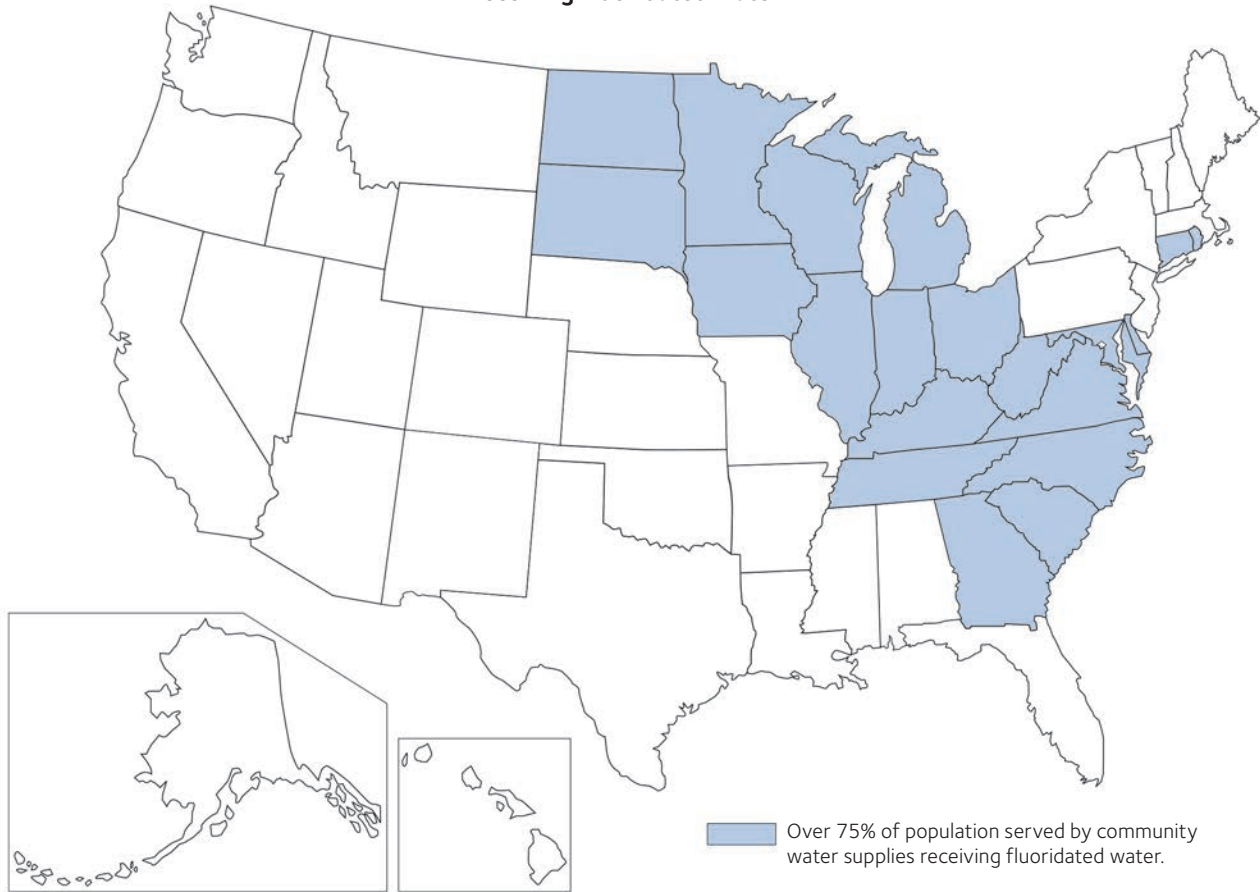 Over 75% of population served by community
water supplies receiving fluoridated water.